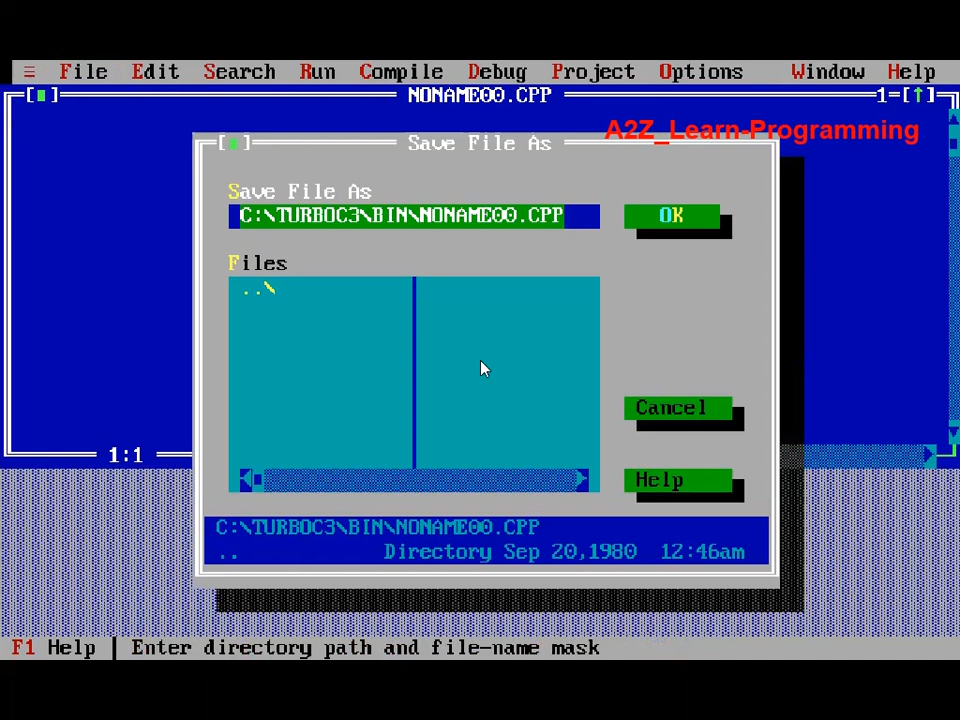 ≡ File Edit Search Run Compile Debug Project Options Window Help
[■] NONAME00.CPP 1=[↑]
A2Z_Learn-Programming
[■] Save File As
Save File As
C:\TURBOC3\BIN\NONAME00.CPP OK
Files
..\
Cancel
1:1
Help
C:\TURBOC3\BIN\NONAME00.CPP
.. Directory Sep 20,1980 12:46am
F1 Help | Enter directory path and file-name mask